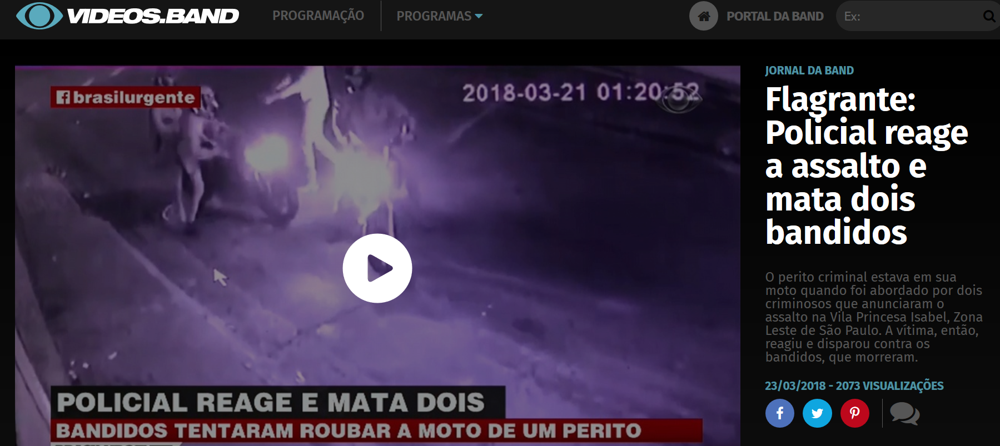 VIDEOS.BAND
PROGRAMAÇÃO
PROGRAMAS
PORTAL DA BAND
Ex:
brasilurgente
2018-03-21 01:20:52
POLICIAL REAGE E MATA DOIS
BANDIDOS TENTARAM ROUBAR A MOTO DE UM PERITO
JORNAL DA BAND
Flagrante:
Policial reage
a assalto e
mata dois
bandidos
O perito criminal estava em sua
moto quando foi abordado por dois
criminosos que anunciaram o
assalto na Vila Princesa Isabel, Zona
Leste de São Paulo. A vítima, então,
reagiu e disparou contra os
bandidos, que morreram.
23/03/2018 - 2073 VISUALIZAÇÕES